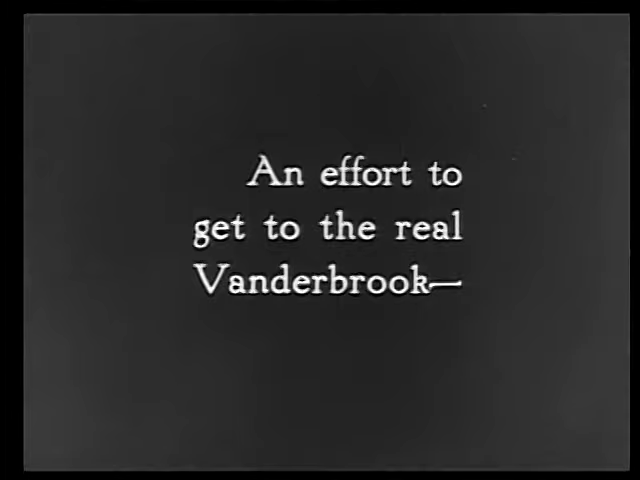 An effort to
get to the real
Vanderbrook—